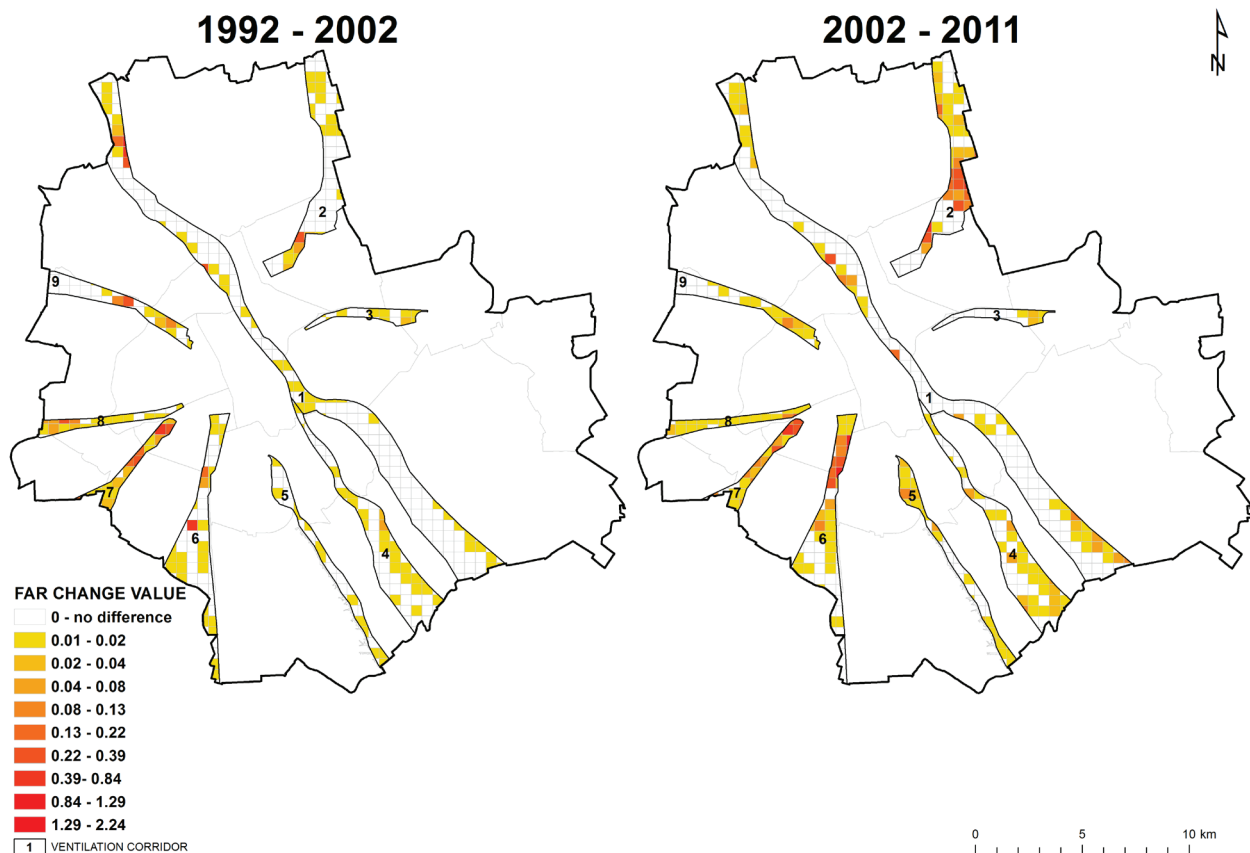 1992 - 2002
2002 - 2011
N
2
2
9
3
9
3
1
1
8
8
7
5
7
5
6
4
6
4
FAR CHANGE VALUE
0 - no difference
0.01 - 0.02
0.02 - 0.04
0.04 - 0.08
0.08 - 0.13
0.13 - 0.22
0.22 - 0.39
0.39- 0.84
0.84 - 1.29
1.29 - 2.24
1 VENTILATION CORRIDOR
0 5 10 km